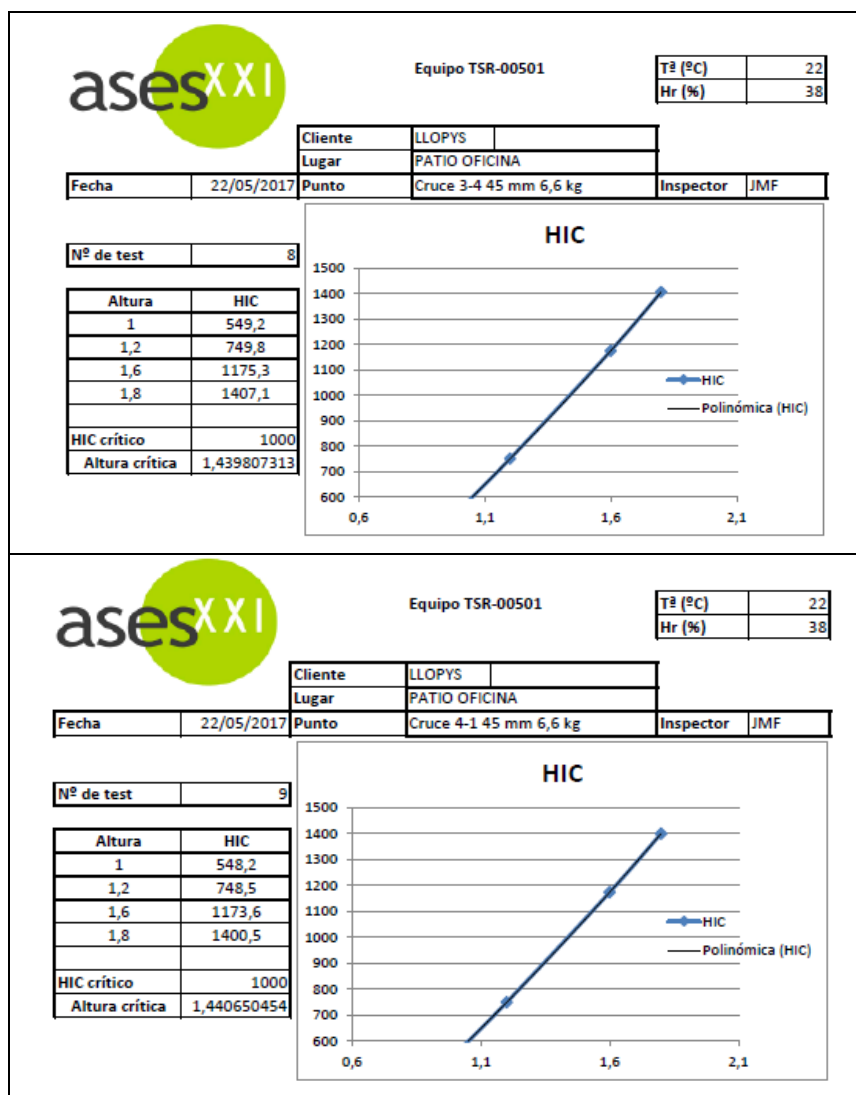 asesXXI
Equipo TSR-00501
Tª (ºC) 22
Hr (%) 38
Cliente LLOPYS
Lugar PATIO OFICINA
Fecha 22/05/2017 Punto Cruce 3-4 45 mm 6,6 kg Inspector JMF
Nº de test 8
Altura HIC
1 549,2
1,2 749,8
1,6 1175,3
1,8 1407,1
HIC crítico 1000
Altura crítica 1,439807313
HIC
1500
1400
1300
1200
1100
1000
900
800
700
600
0,6 1,1 1,6 2,1
HIC
Polinómica (HIC)
asesXXI
Equipo TSR-00501
Tª (ºC) 22
Hr (%) 38
Cliente LLOPYS
Lugar PATIO OFICINA
Fecha 22/05/2017 Punto Cruce 4-1 45 mm 6,6 kg Inspector JMF
Nº de test 9
Altura HIC
1 548,2
1,2 748,5
1,6 1173,6
1,8 1400,5
HIC crítico 1000
Altura crítica 1,440650454
HIC
1500
1400
1300
1200
1100
1000
900
800
700
600
0,6 1,1 1,6 2,1
HIC
Polinómica (HIC)